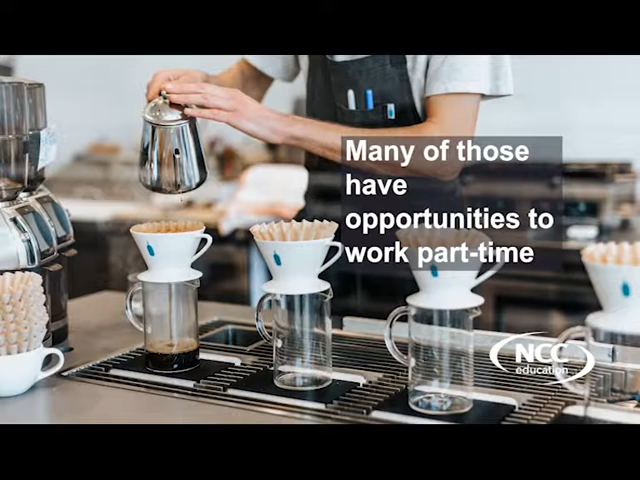 Many of those
have
opportunities to
work part-time
NCC
education